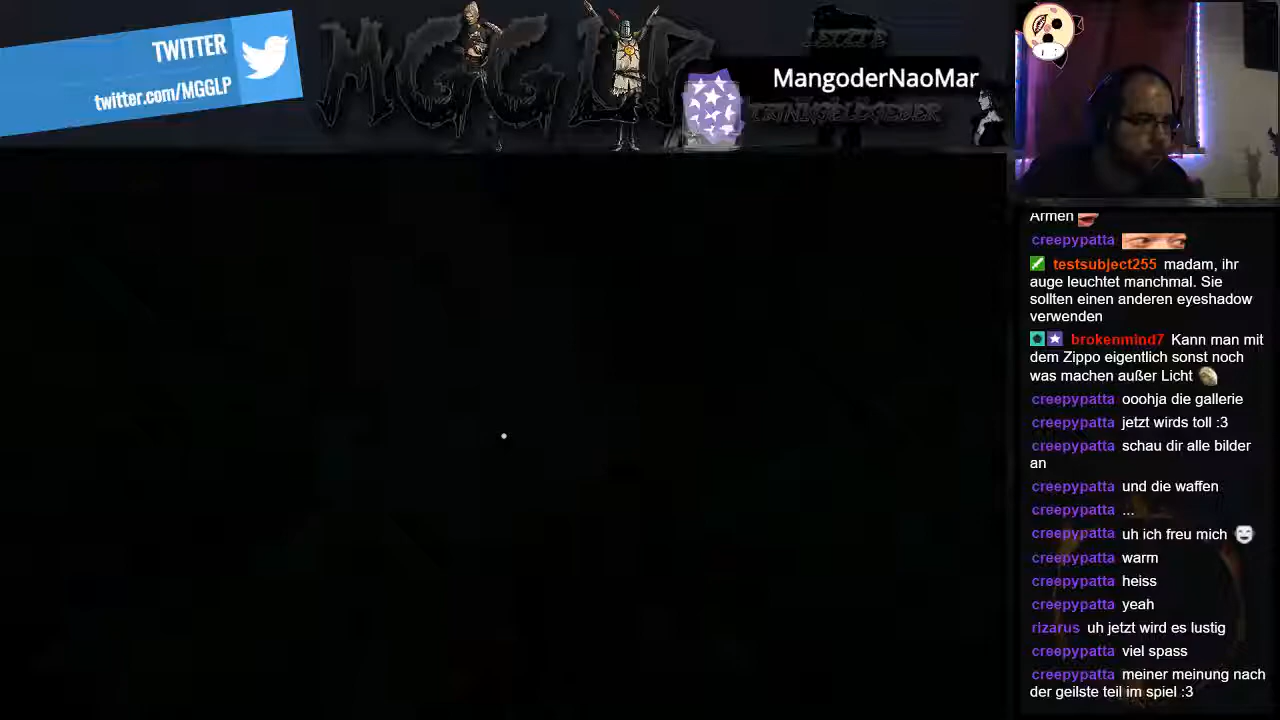 TWITTER
twitter.com/MGGLP
MGGLP
LETZTE
MangoderNaoMar
Armen
creepypatta
testsubject255 madam, ihr
auge leuchtet manchmal. Sie
sollten einen anderen eyeshadow
verwenden
brokenmind7 Kann man mit
dem Zippo eigentlich sonst noch
was machen außer Licht
creepypatta ooohja die gallerie
creepypatta jetzt wirds toll :3
creepypatta schau dir alle bilder
an
creepypatta und die waffen
creepypatta ...
creepypatta uh ich freu mich
creepypatta warm
creepypatta heiss
creepypatta yeah
rizarus uh jetzt wird es lustig
creepypatta viel spass
creepypatta meiner meinung nach
der geilste teil im spiel :3